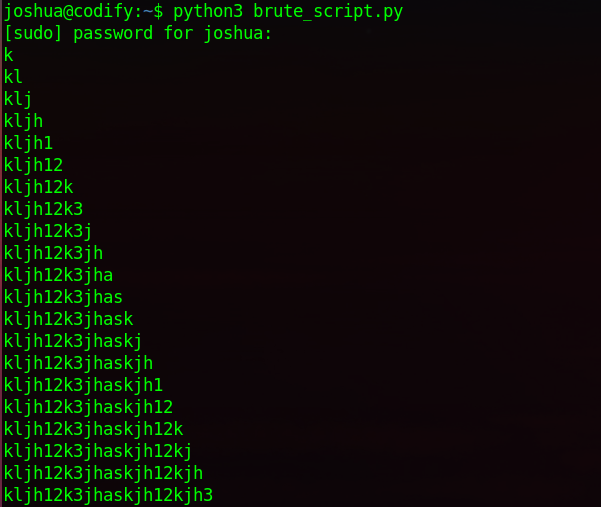 joshua@codify:~$ python3 brute_script.py
[sudo] password for joshua:
k
kl
klj
kljh
kljh1
kljh12
kljh12k
kljh12k3
kljh12k3j
kljh12k3jh
kljh12k3jha
kljh12k3jhas
kljh12k3jhask
kljh12k3jhaskj
kljh12k3jhaskjh
kljh12k3jhaskjh1
kljh12k3jhaskjh12
kljh12k3jhaskjh12k
kljh12k3jhaskjh12kj
kljh12k3jhaskjh12kjh
kljh12k3jhaskjh12kjh3